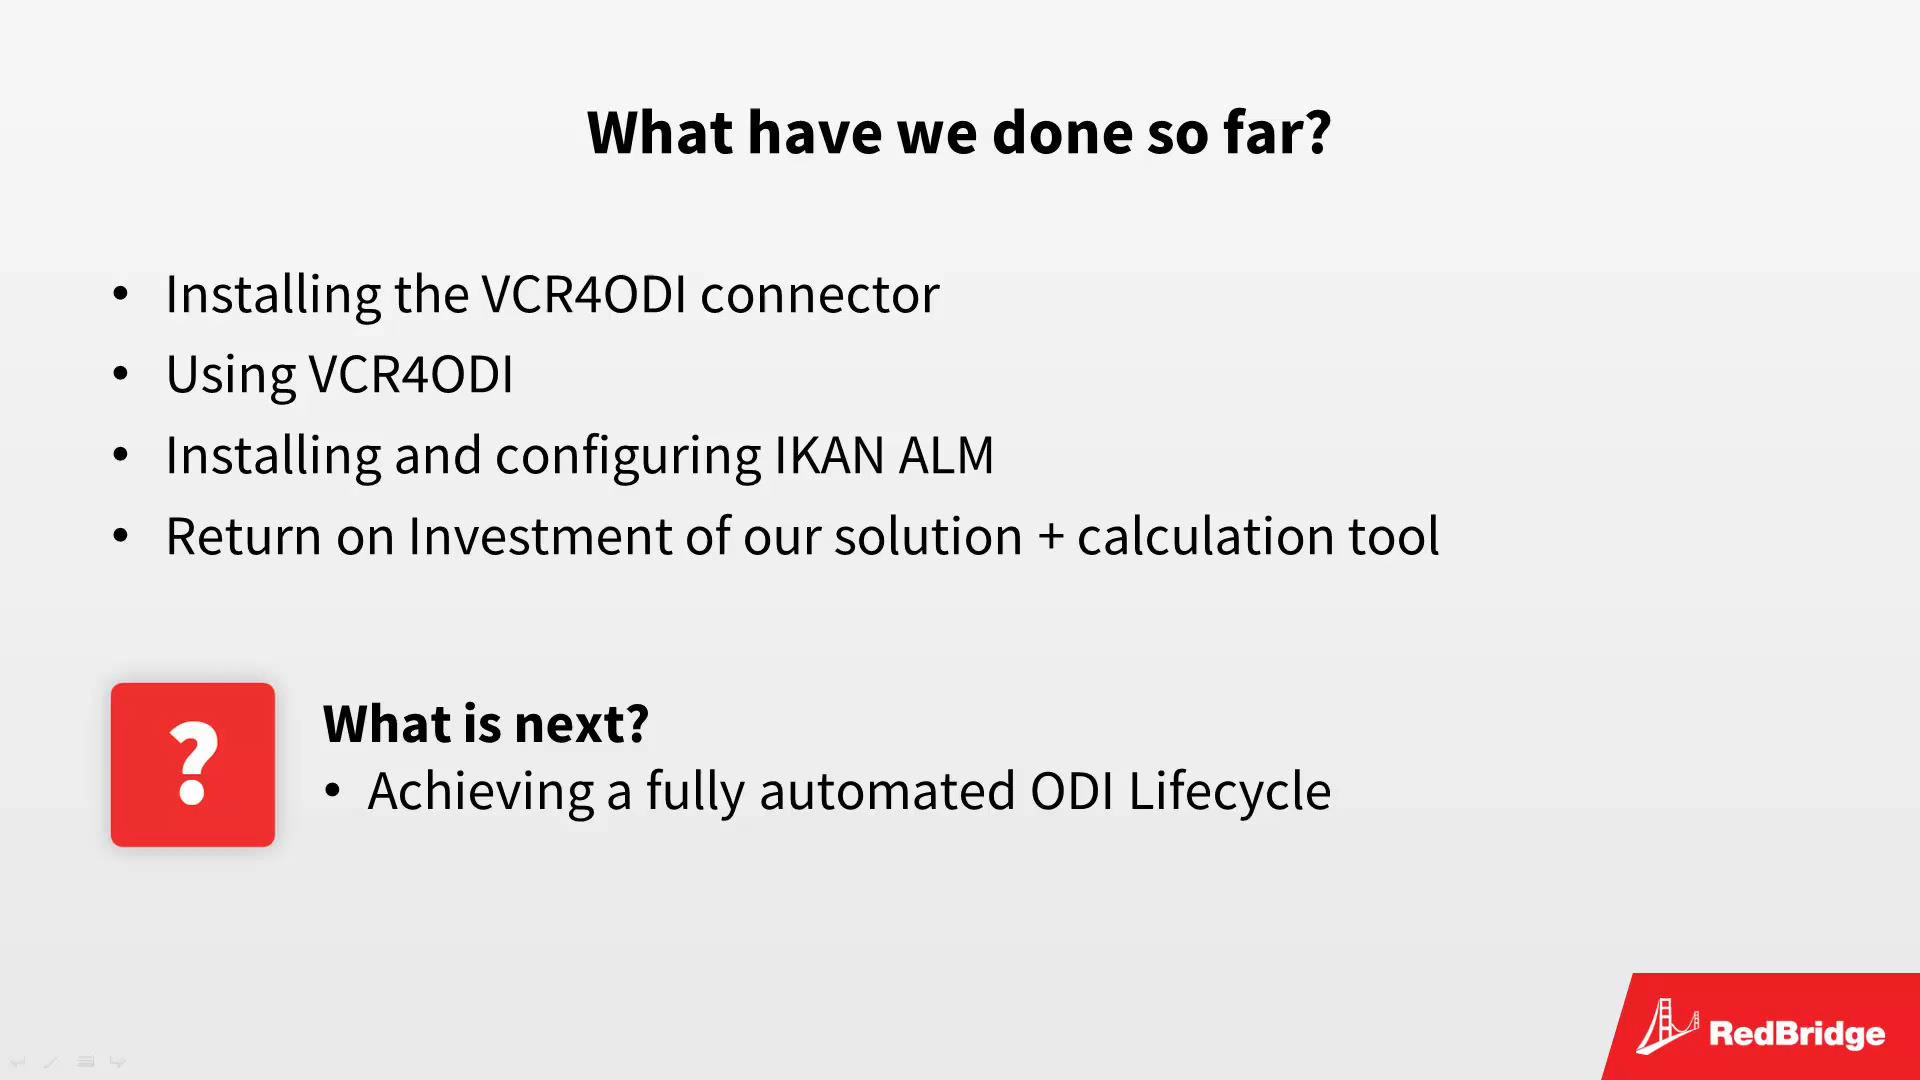 What have we done so far?
• Installing the VCR4ODI connector
• Using VCR4ODI
• Installing and configuring IKAN ALM
• Return on Investment of our solution + calculation tool
?
What is next?
• Achieving a fully automated ODI Lifecycle
RedBridge